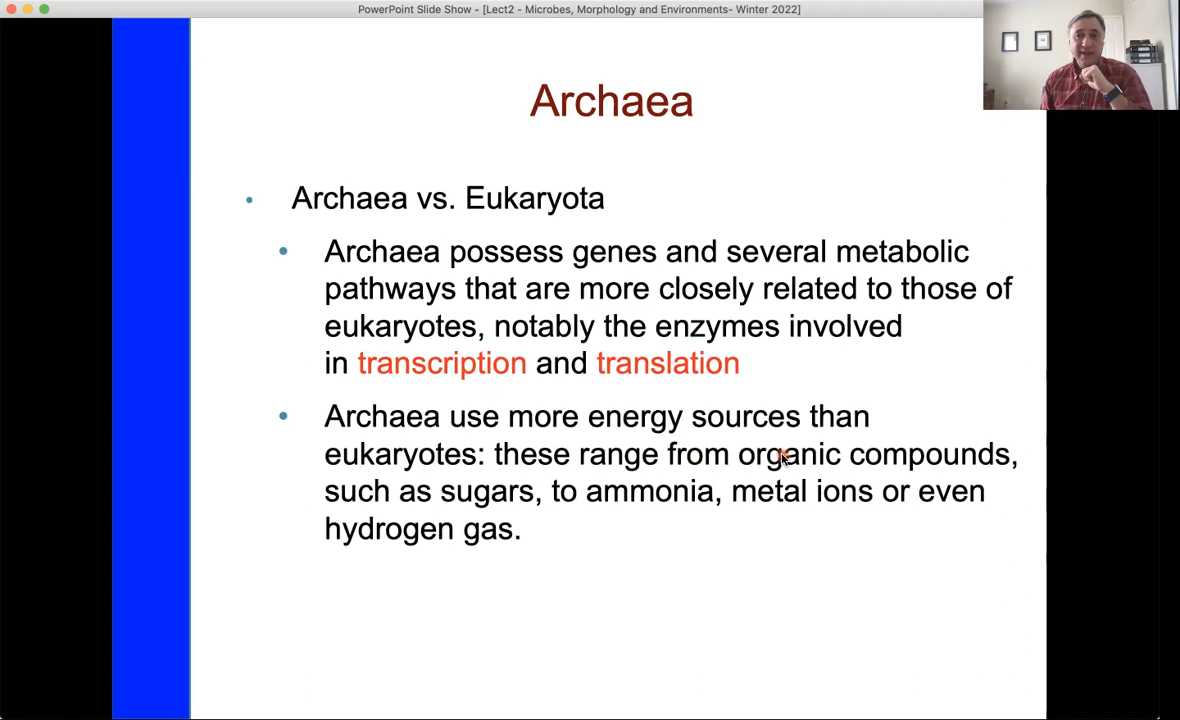 PowerPoint Slide Show - [Lect2 - Microbes, Morphology and Environments- Winter 2022]
Archaea
• Archaea vs. Eukaryota
• Archaea possess genes and several metabolic
pathways that are more closely related to those of
eukaryotes, notably the enzymes involved
in transcription and translation
• Archaea use more energy sources than
eukaryotes: these range from organic compounds,
such as sugars, to ammonia, metal ions or even
hydrogen gas.